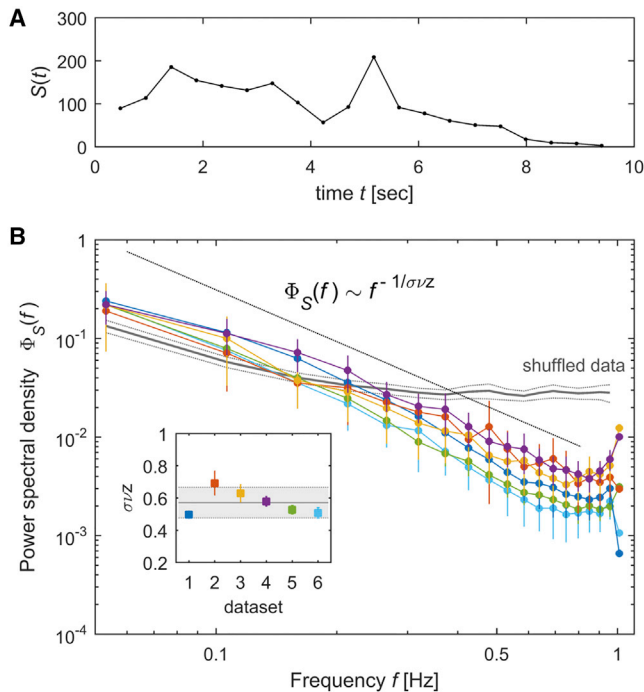 A
S(t)
300
200
100
0
0 2 4 6 8 10
time t [sec]
B
Power spectral density Φ_S(f)
1
10⁻¹
10⁻²
10⁻³
10⁻⁴
Φ_S(f) ~ f^(- 1/σνz)
shuffled data
σνz
1
0.8
0.6
0.4
0.2
1 2 3 4 5 6
dataset
0.1 0.5 1
Frequency f [Hz]